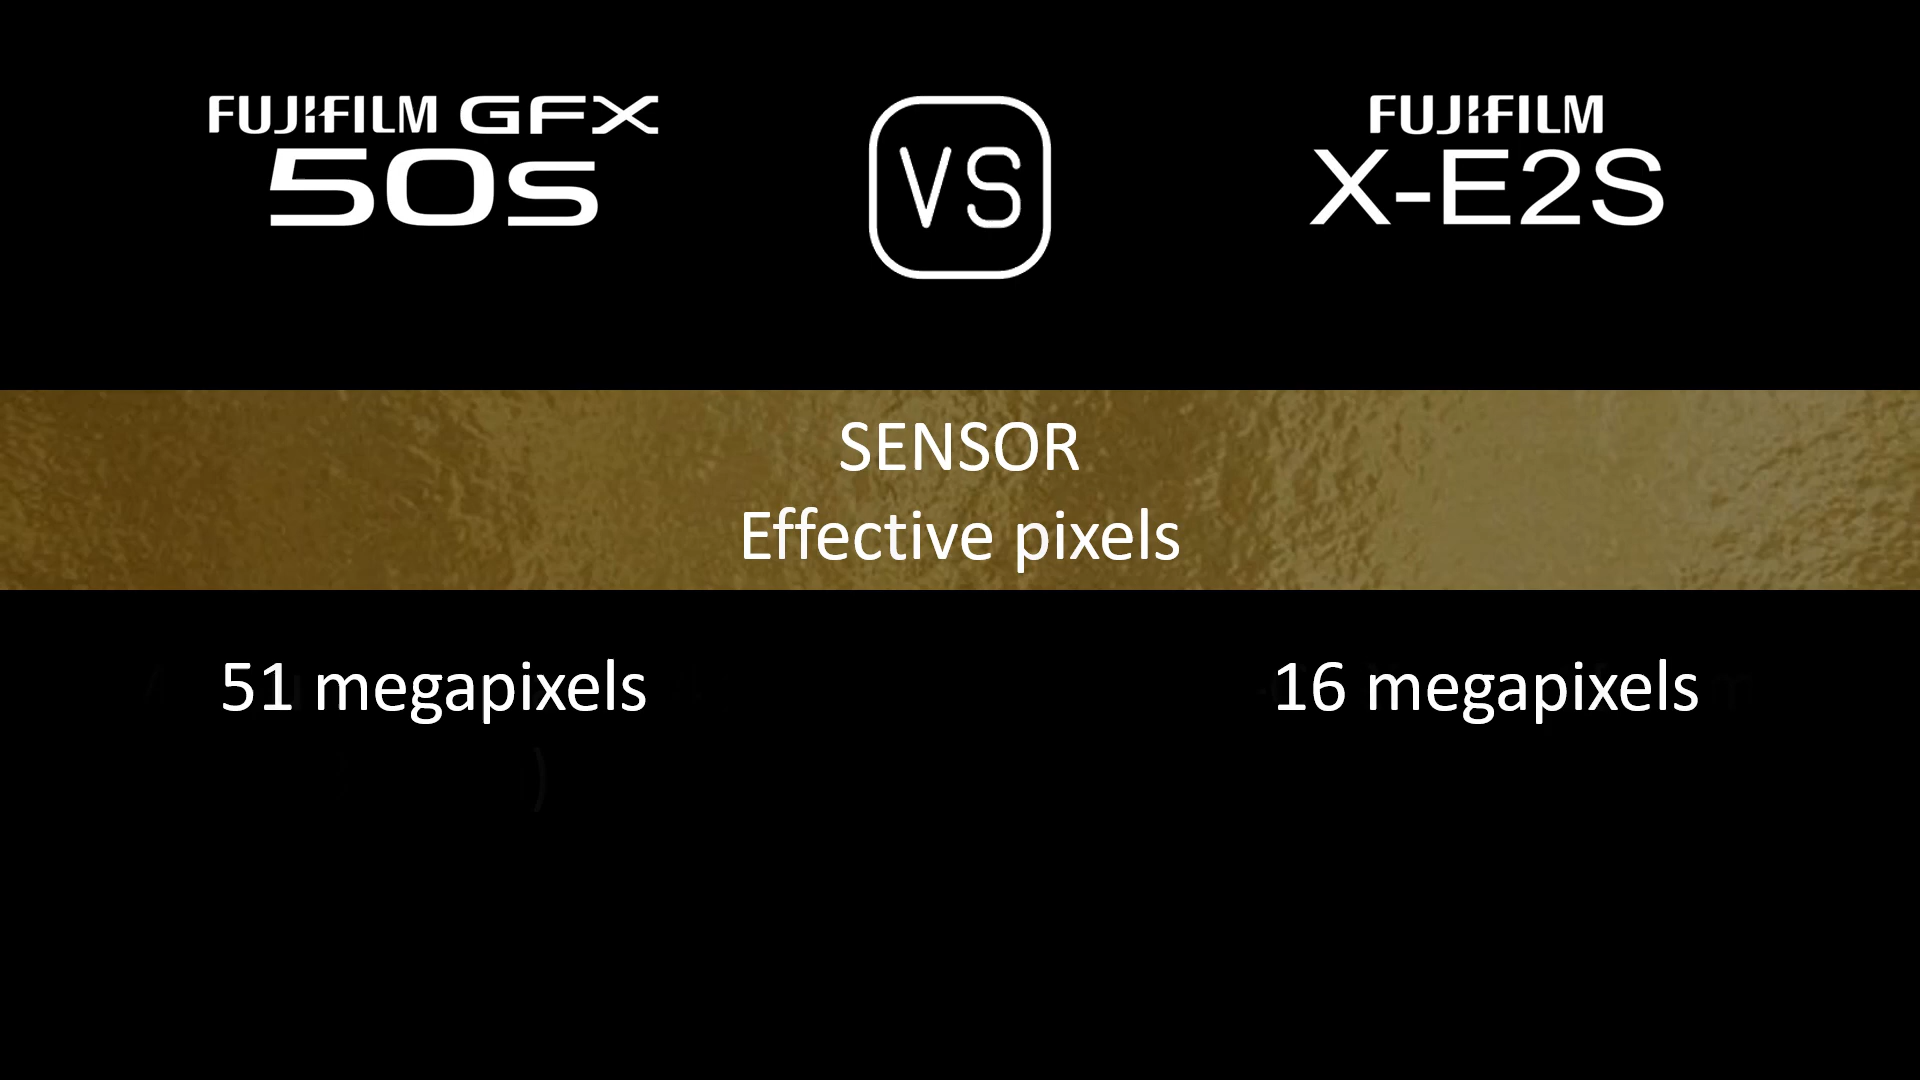 FUJIFILM GFX
50S
VS
FUJIFILM
X-E2S
SENSOR
Effective pixels
51 megapixels
16 megapixels